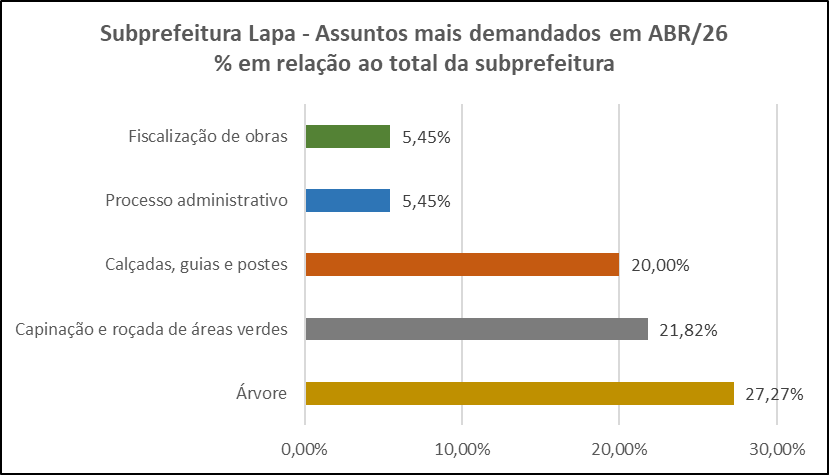 Subprefeitura Lapa - Assuntos mais demandados em ABR/26
% em relação ao total da subprefeitura
Fiscalização de obras
5,45%
Processo administrativo
5,45%
Calçadas, guias e postes
20,00%
Capinação e roçada de áreas verdes
21,82%
Árvore
27,27%
0,00%
10,00%
20,00%
30,00%